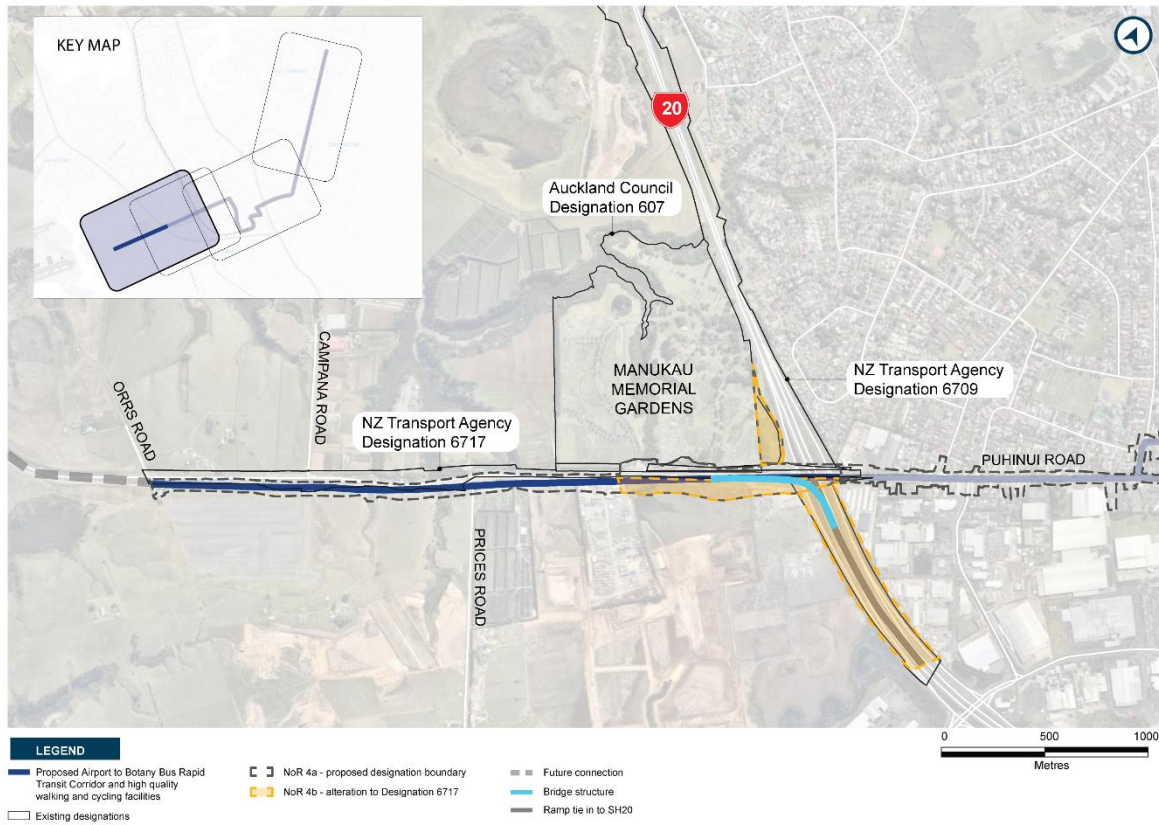 KEY MAP
20
Auckland Council
Designation 607
CAMPANA ROAD
ORRS ROAD
MANUKAU
MEMORIAL
GARDENS
NZ Transport Agency
Designation 6709
NZ Transport Agency
Designation 6717
PUHINUI ROAD
PRICES ROAD
0 500 1000
Metres
LEGEND
Proposed Airport to Botany Bus Rapid
Transit Corridor and high quality
walking and cycling facilities
Existing designations
NoR 4a - proposed designation boundary
NoR 4b - alteration to Designation 6717
Future connection
Bridge structure
Ramp tie in to SH20